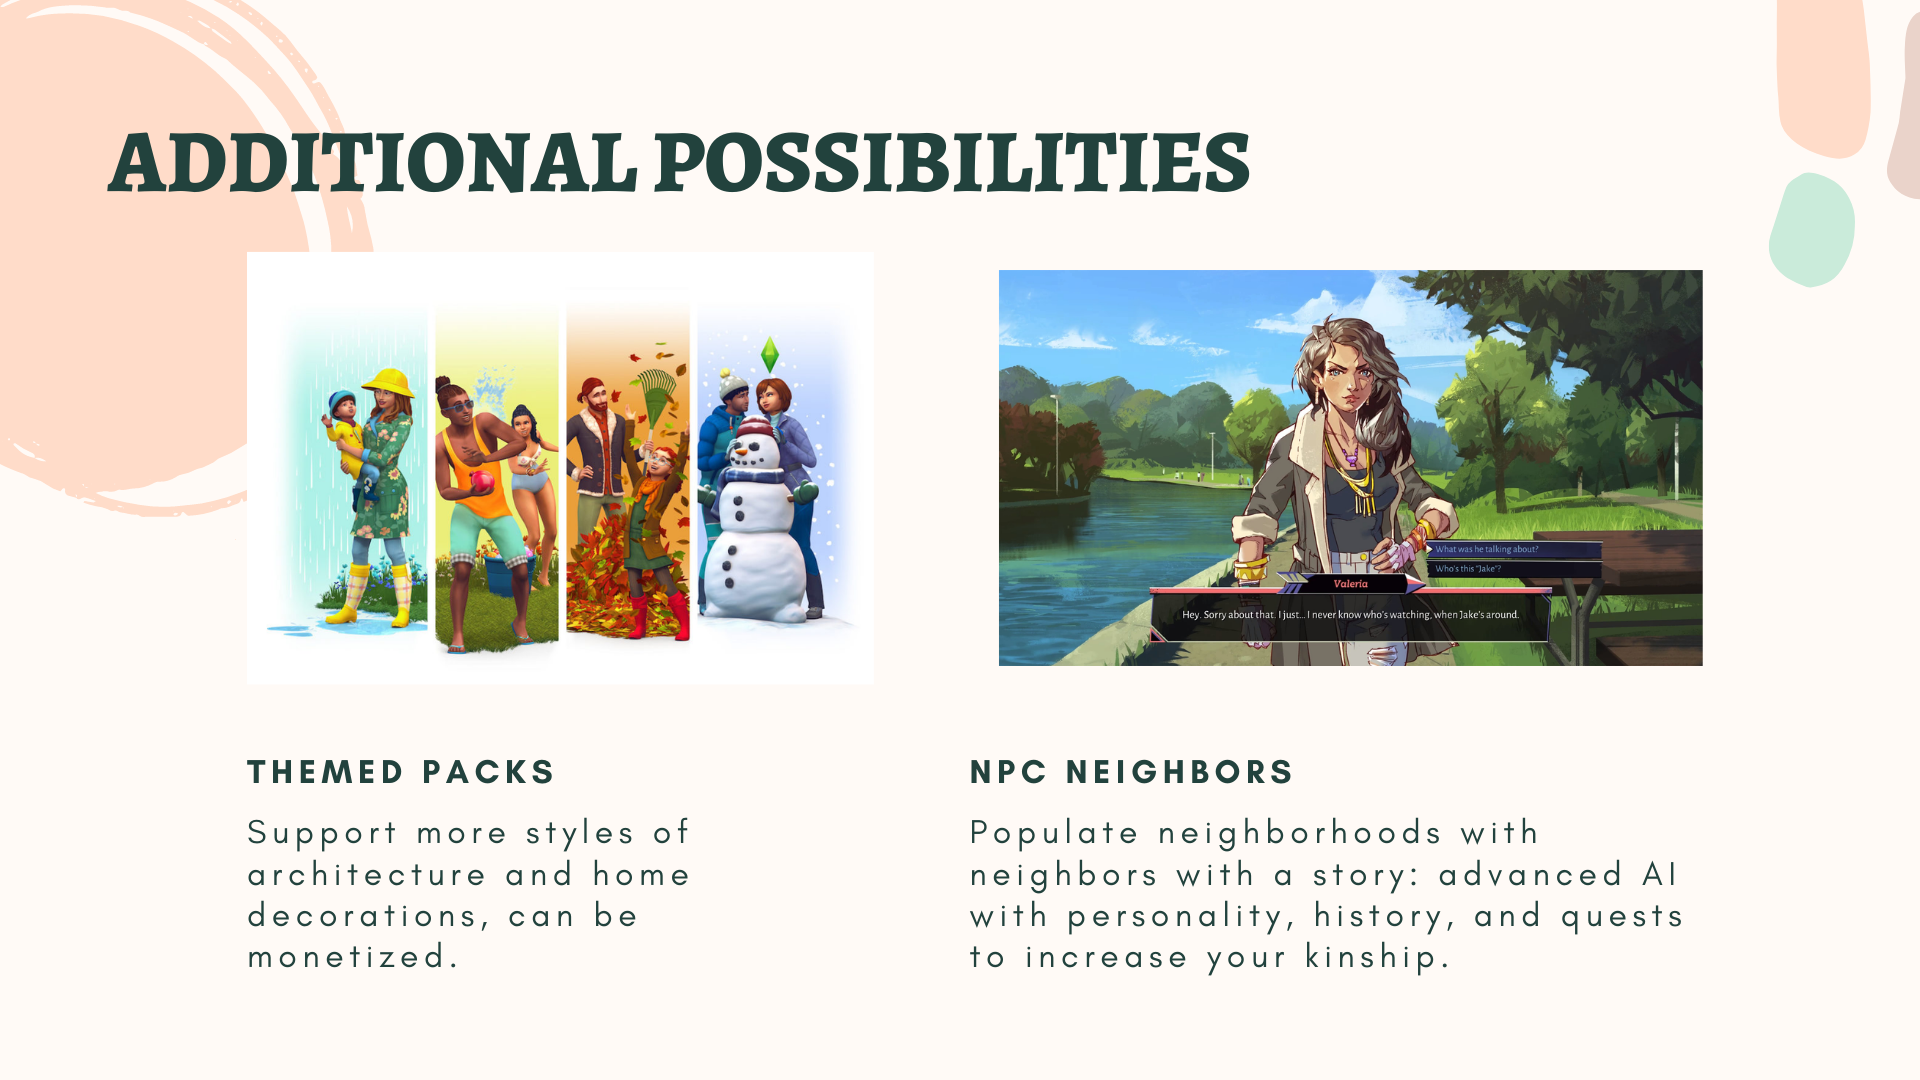 ADDITIONAL POSSIBILITIES
What was he talking about?
Who's this "Jake"?
Valeria
Hey. Sorry about that. I just... I never know who's watching, when Jake's around.
THEMED PACKS
Support more styles of
architecture and home
decorations, can be
monetized.
NPC NEIGHBORS
Populate neighborhoods with
neighbors with a story: advanced AI
with personality, history, and quests
to increase your kinship.